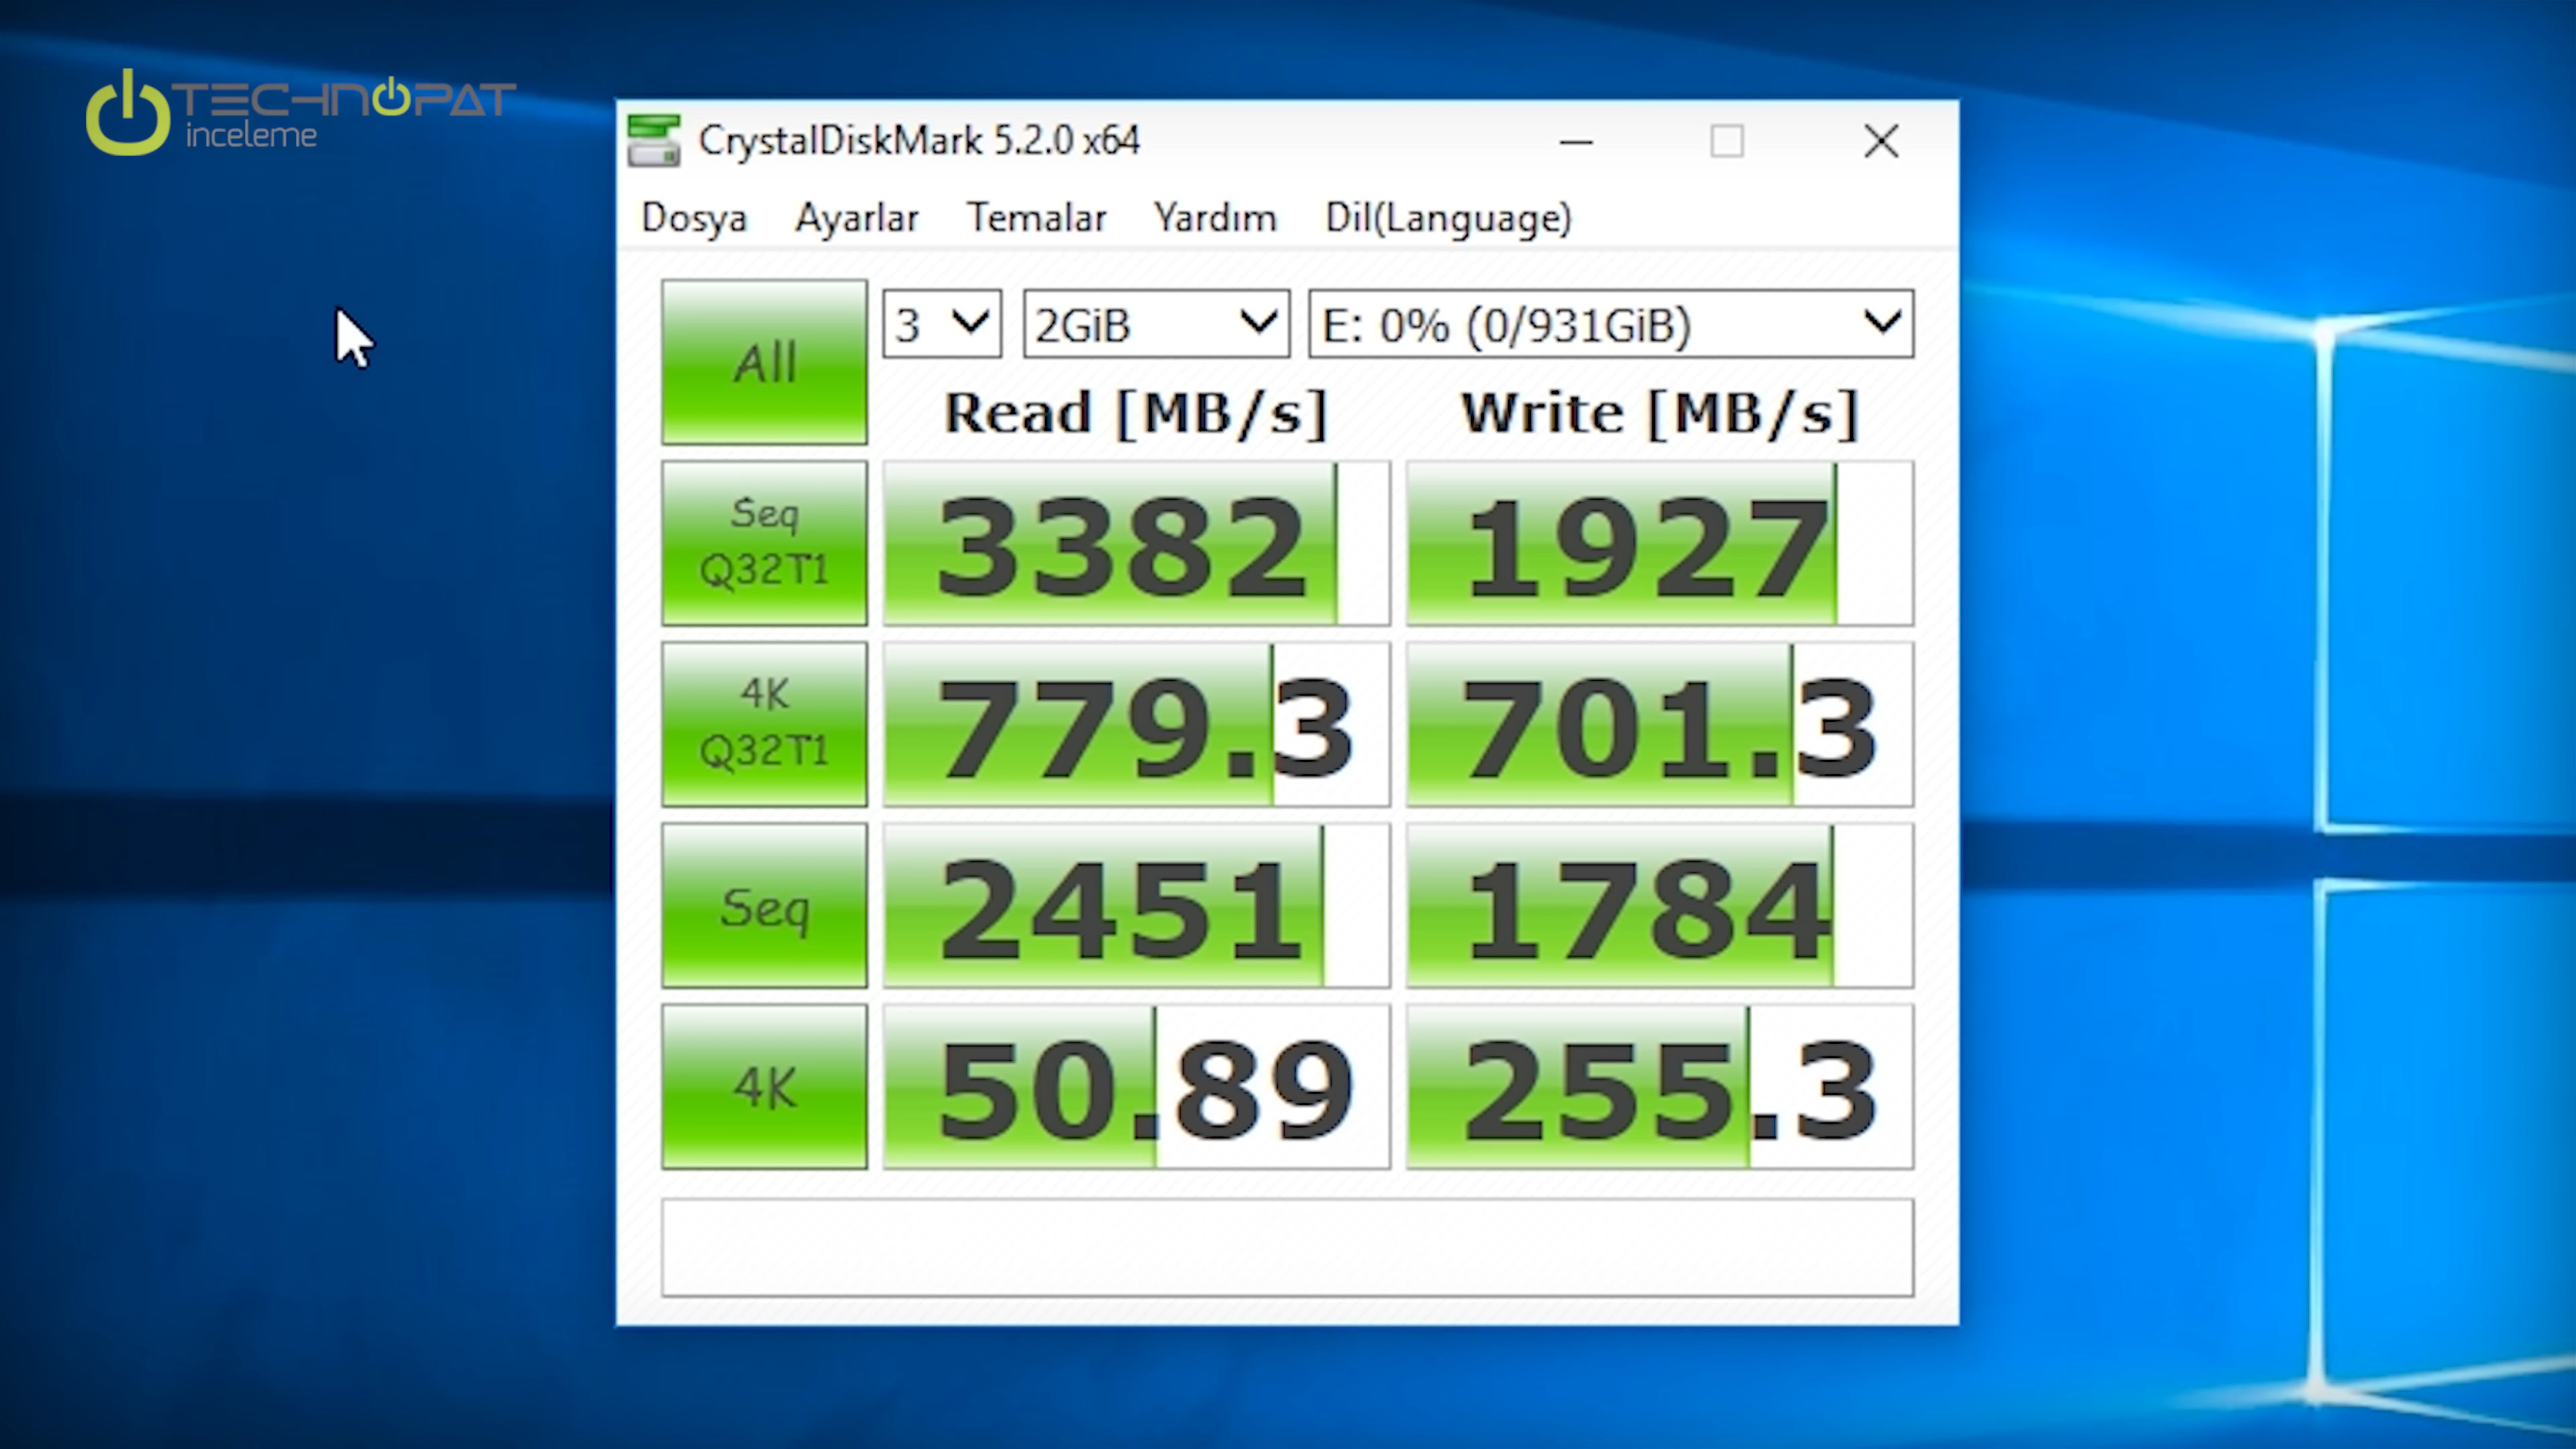 TECHNOPAT
inceleme
CrystalDiskMark 5.2.0 x64
Dosya Ayarlar Temalar Yardım Dil(Language)
All 3 2GiB E: 0% (0/931GiB)
Read [MB/s] Write [MB/s]
Seq Q32T1 3382 1927
4K Q32T1 779.3 701.3
Seq 2451 1784
4K 50.89 255.3